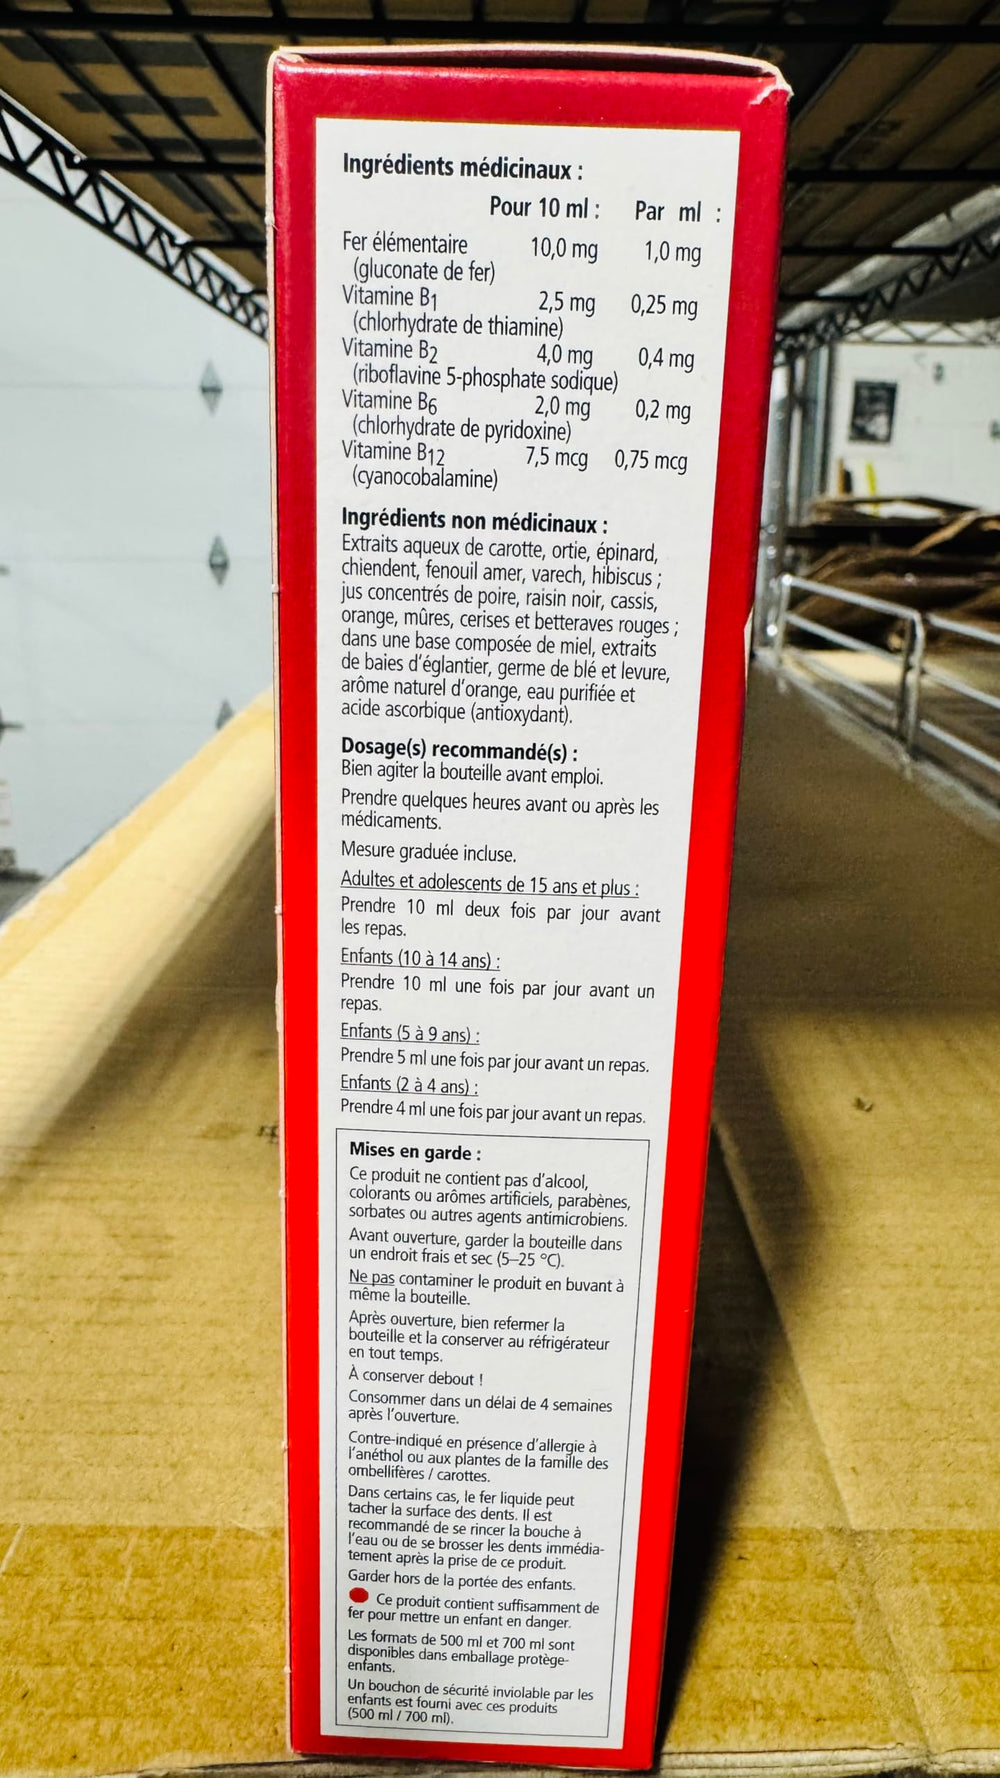 Ingrédients médicinaux :
Pour 10 ml : Par ml :
Fer élémentaire 10,0 mg 1,0 mg
(gluconate de fer)
Vitamine B1 2,5 mg 0,25 mg
(chlorhydrate de thiamine)
Vitamine B2 4,0 mg 0,4 mg
(riboflavine 5-phosphate sodique)
Vitamine B6 2,0 mg 0,2 mg
(chlorhydrate de pyridoxine)
Vitamine B12 7,5 mcg 0,75 mcg
(cyanocobalamine)
Ingrédients non médicinaux :
Extraits aqueux de carotte, ortie, épinard,
chiendent, fenouil amer, varech, hibiscus ;
jus concentrés de poire, raisin noir, cassis,
orange, mûres, cerises et betteraves rouges ;
dans une base composée de miel, extraits
de baies d'églantier, germe de blé et levure,
arôme naturel d'orange, eau purifiée et
acide ascorbique (antioxydant).
Dosage(s) recommandé(s) :
Bien agiter la bouteille avant emploi.
Prendre quelques heures avant ou après les
médicaments.
Mesure graduée incluse.
Adultes et adolescents de 15 ans et plus :
Prendre 10 ml deux fois par jour avant
les repas.
Enfants (10 à 14 ans) :
Prendre 10 ml une fois par jour avant un
repas.
Enfants (5 à 9 ans) :
Prendre 5 ml une fois par jour avant un repas.
Enfants (2 à 4 ans) :
Prendre 4 ml une fois par jour avant un repas.
Mises en garde :
Ce produit ne contient pas d'alcool,
colorants ou arômes artificiels, parabènes,
sorbates ou autres agents antimicrobiens.
Avant ouverture, garder la bouteille dans
un endroit frais et sec (5–25 °C).
Ne pas contaminer le produit en buvant à
même la bouteille.
Après ouverture, bien refermer la
bouteille et la conserver au réfrigérateur
en tout temps.
À conserver debout !
Consommer dans un délai de 4 semaines
après l'ouverture.
Contre-indiqué en présence d'allergie à
l'anéthol ou aux plantes de la famille des
ombellifères / carottes.
Dans certains cas, le fer liquide peut
tacher la surface des dents. Il est
recommandé de se rincer la bouche à
l'eau ou de se brosser les dents immédia-
tement après la prise de ce produit.
Garder hors de la portée des enfants.
Ce produit contient suffisamment de
fer pour mettre un enfant en danger.
Les formats de 500 ml et 700 ml sont
disponibles dans emballage protège-
enfants.
Un bouchon de sécurité inviolable par les
enfants est fourni avec ces produits
(500 ml / 700 ml).